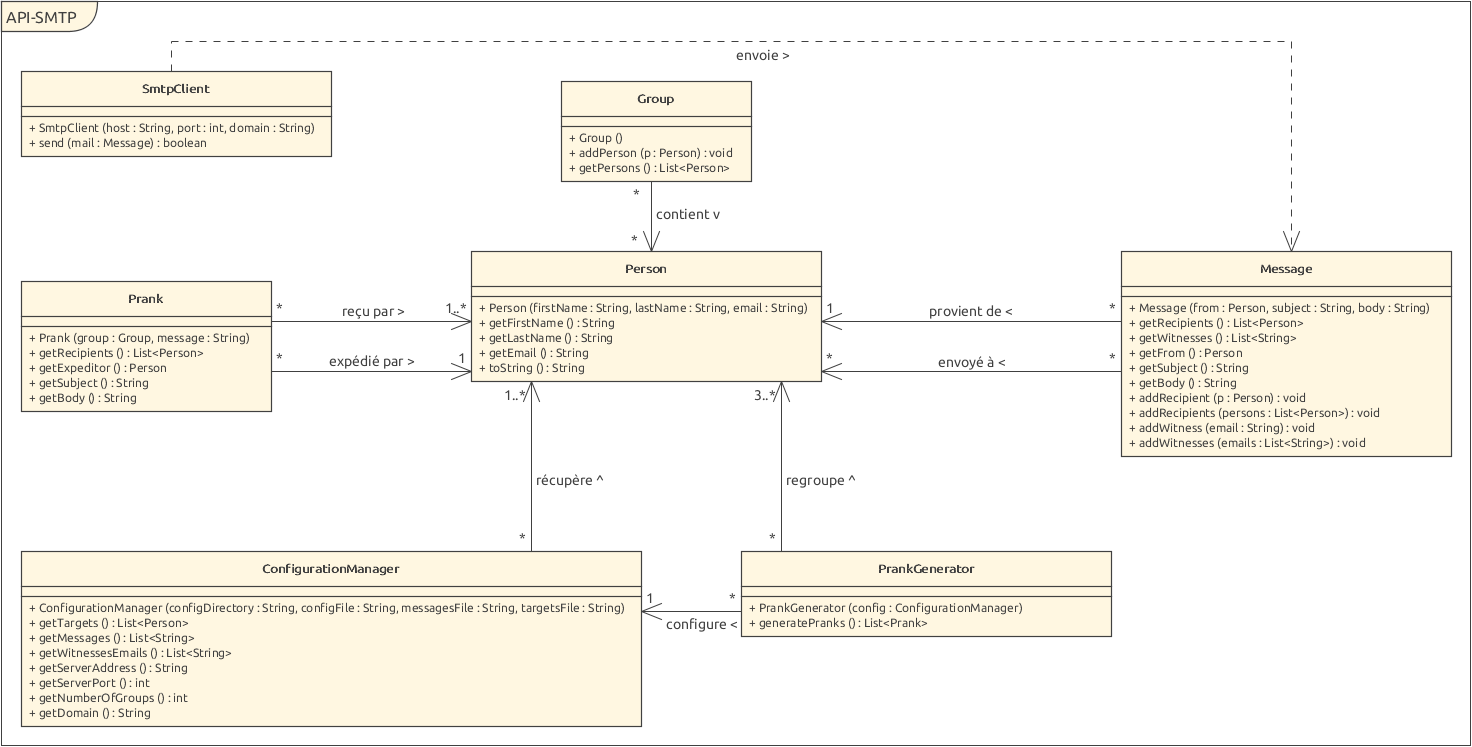 API-SMTP
envoie >
SmtpClient
+ SmtpClient (host : String, port : int, domain : String)
+ send (mail : Message) : boolean
Group
+ Group ()
+ addPerson (p : Person) : void
+ getPersons () : List<Person>
*
contient v
*
Prank
+ Prank (group : Group, message : String)
+ getRecipients () : List<Person>
+ getExpeditor () : Person
+ getSubject () : String
+ getBody () : String
*
reçu par >
1..*
*
expédié par >
1
Person
+ Person (firstName : String, lastName : String, email : String)
+ getFirstName () : String
+ getLastName () : String
+ getEmail () : String
+ toString () : String
1
provient de <
*
*
envoyé à <
*
Message
+ Message (from : Person, subject : String, body : String)
+ getRecipients () : List<Person>
+ getWitnesses () : List<String>
+ getFrom () : Person
+ getSubject () : String
+ getBody () : String
+ addRecipient (p : Person) : void
+ addRecipients (persons : List<Person>) : void
+ addWitness (email : String) : void
+ addWitnesses (emails : List<String>) : void
1..*
récupère ^
*
3..*
regroupe ^
*
ConfigurationManager
+ ConfigurationManager (configDirectory : String, configFile : String, messagesFile : String, targetsFile : String)
+ getTargets () : List<Person>
+ getMessages () : List<String>
+ getWitnessesEmails () : List<String>
+ getServerAddress () : String
+ getServerPort () : int
+ getNumberOfGroups () : int
+ getDomain () : String
1
*
configure <
PrankGenerator
+ PrankGenerator (config : ConfigurationManager)
+ generatePranks () : List<Prank>